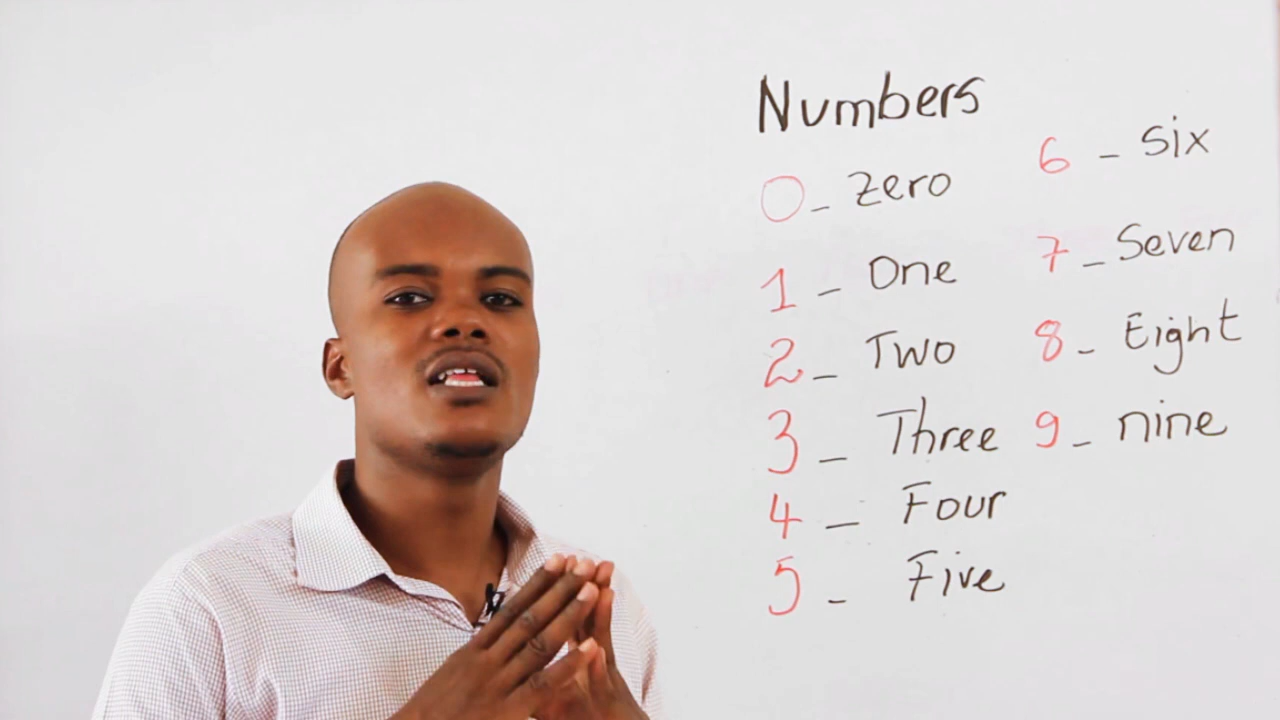 Numbers
0 - zero
1 - One
2 - Two
3 - Three
4 - Four
5 - Five
6 - Six
7 - Seven
8 - Eight
9 - nine